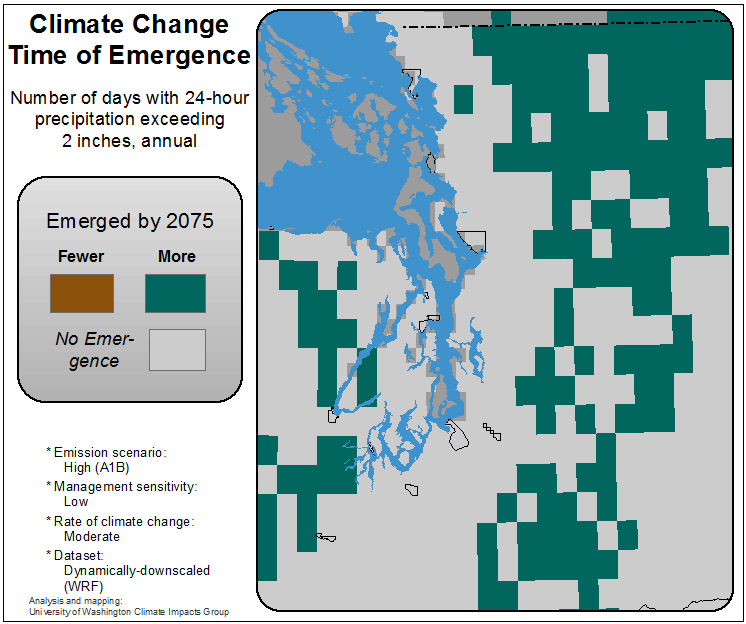 Climate Change
Time of Emergence
Number of days with 24-hour
precipitation exceeding
2 inches, annual
Emerged by 2075
Fewer
More
No Emer-
gence
* Emission scenario:
High (A1B)
* Management sensitivity:
Low
* Rate of climate change:
Moderate
* Dataset:
Dynamically-downscaled
(WRF)
Analysis and mapping:
University of Washington Climate Impacts Group